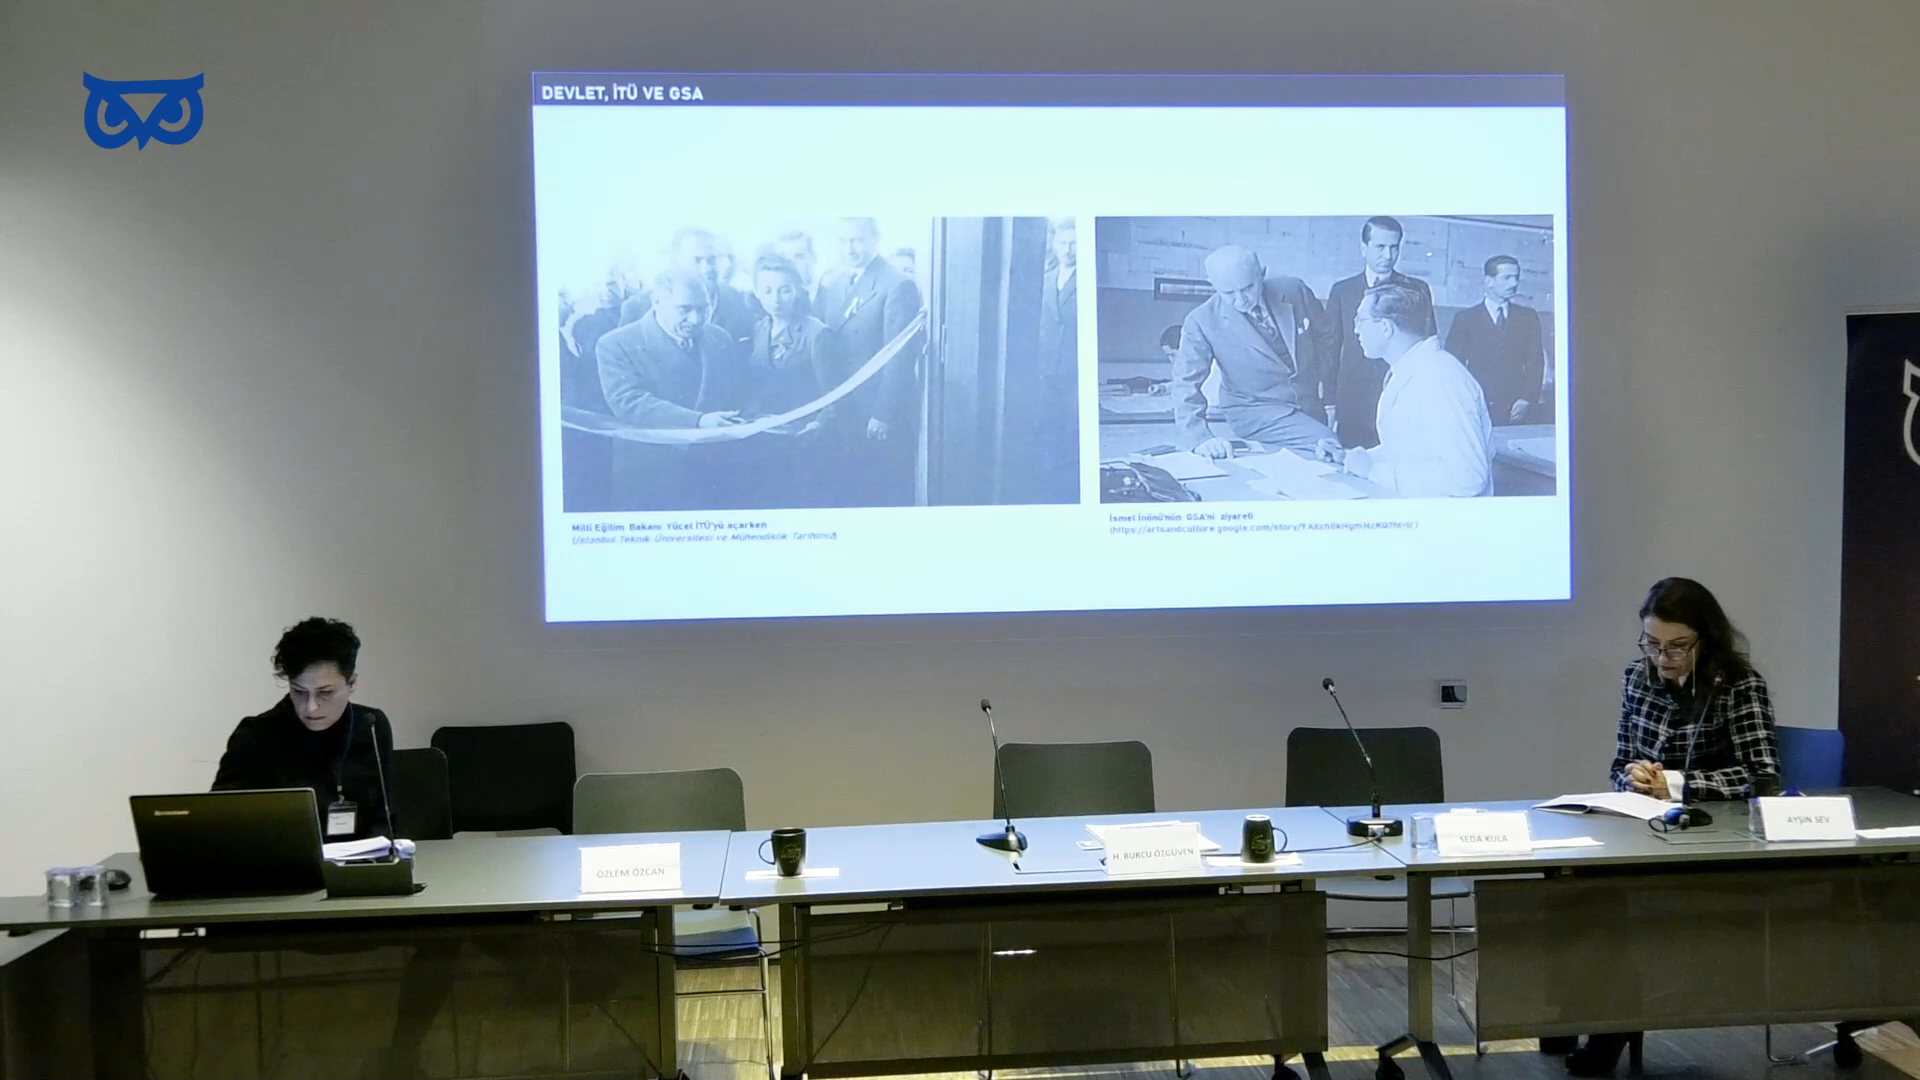 DEVLET, İTÜ VE GSA
Milli Eğitim Bakanı Yücel İTÜ'yü açarken
(İstanbul Teknik Üniversitesi ve Mühendislik Tarihimiz)
İsmet İnönü'nün GSA'nı ziyareti
ÖZLEM ÖZCAN
H. BURCU ÖZGÜVEN
SEDA KULA
AYŞİN SEV